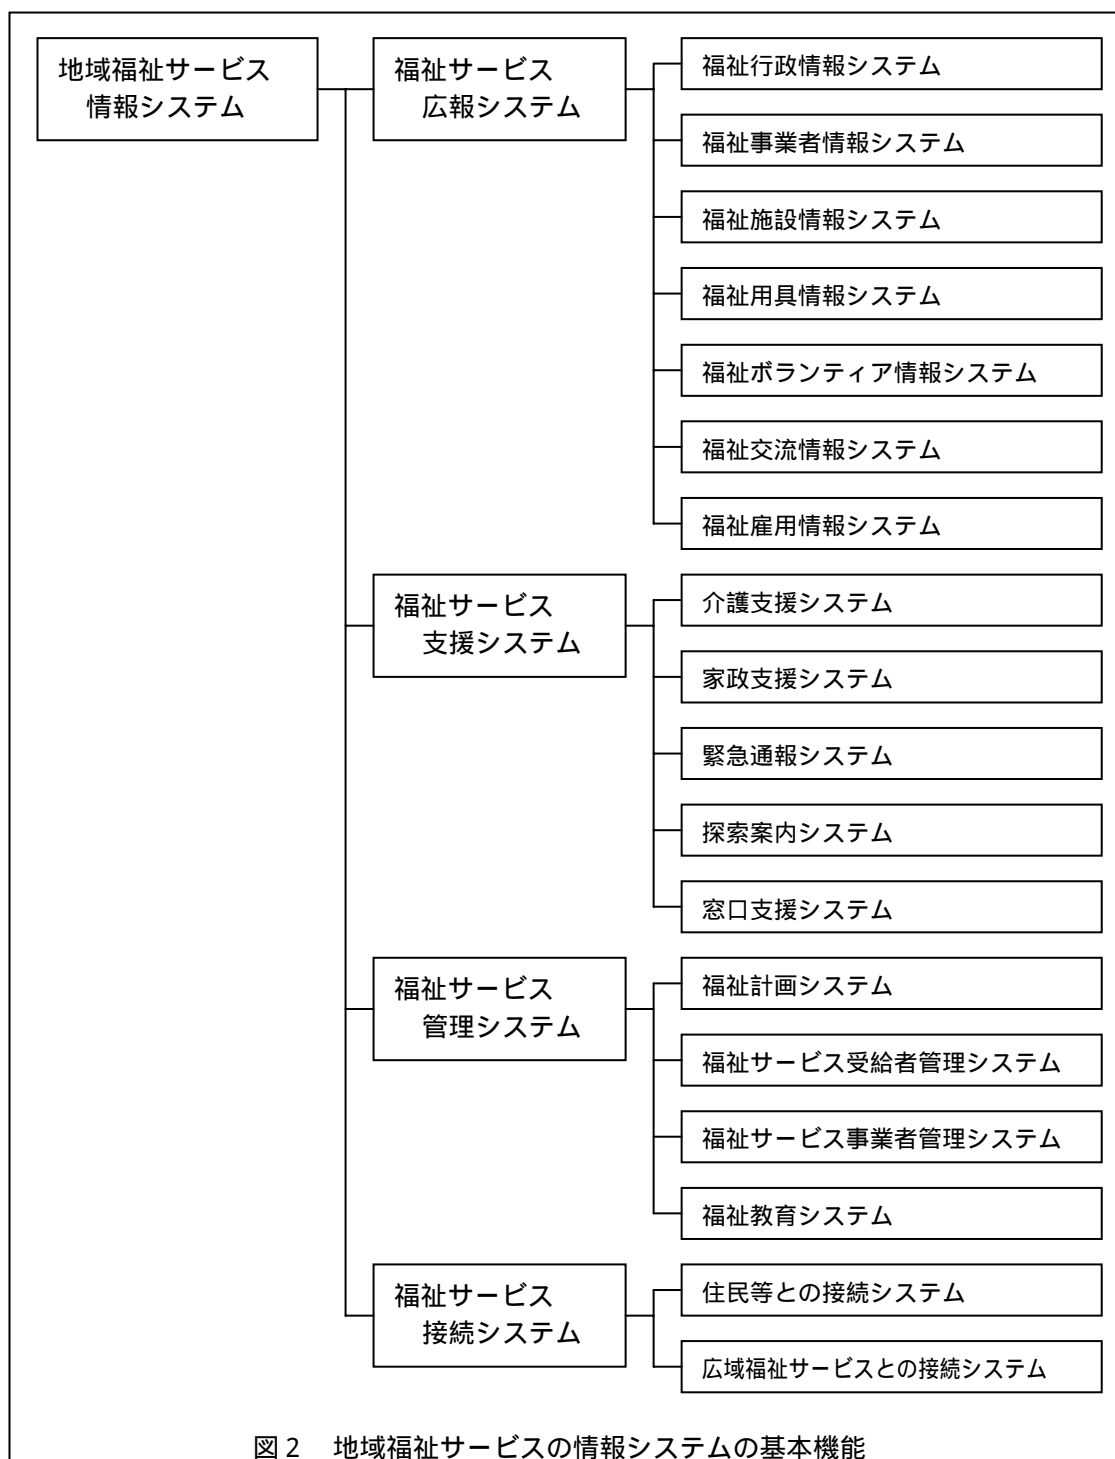 地域福祉サービス
情報システム
福祉サービス
広報システム
福祉行政情報システム
福祉事業者情報システム
福祉施設情報システム
福祉用具情報システム
福祉ボランティア情報システム
福祉交流情報システム
福祉雇用情報システム
福祉サービス
支援システム
介護支援システム
家政支援システム
緊急通報システム
探索案内システム
窓口支援システム
福祉サービス
管理システム
福祉計画システム
福祉サービス受給者管理システム
福祉サービス事業者管理システム
福祉教育システム
福祉サービス
接続システム
住民等との接続システム
広域福祉サービスとの接続システム
図2　地域福祉サービスの情報システムの基本機能